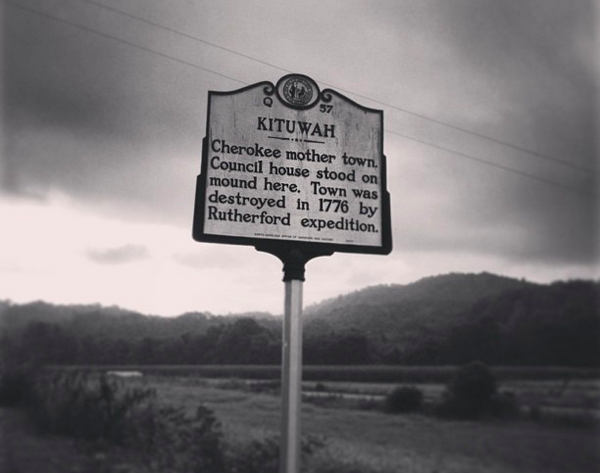 Q 57
KITUWAH
Cherokee mother town.
Council house stood on
mound here. Town was
destroyed in 1776 by
Rutherford expedition.